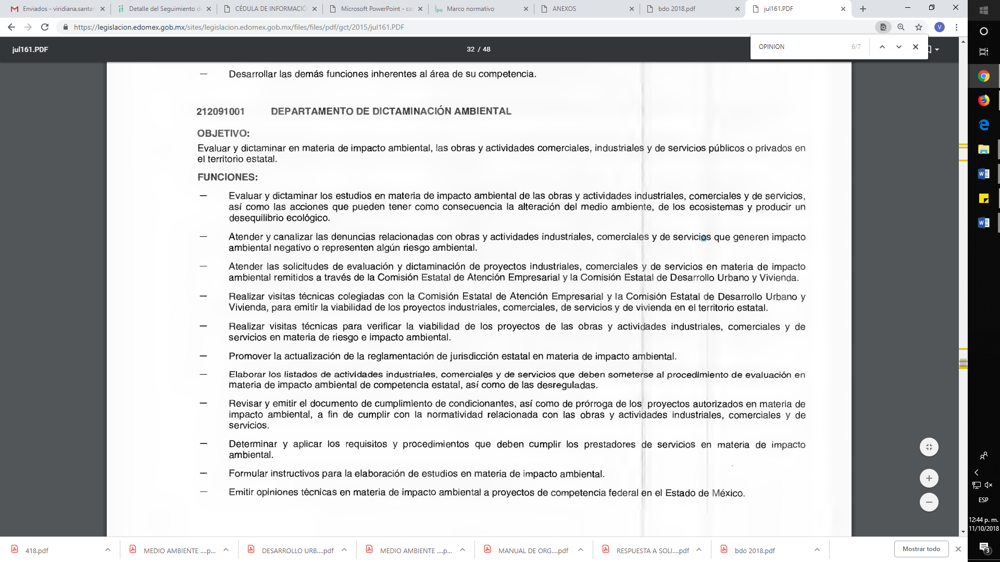 Enviados - viridiana.santan
Detalle del Seguimiento d
CÉDULA DE INFORMACIÓ
Microsoft PowerPoint - ca
Marco normativo
ANEXOS
bdo 2018.pdf
jul161.PDF
https://legislacion.edomex.gob.mx/sites/legislacion.edomex.gob.mx/files/files/pdf/gct/2015/jul161.PDF
V
jul161.PDF
32 / 48
OPINION
6/7
— Desarrollar las demás funciones inherentes al área de su competencia.
212091001 DEPARTAMENTO DE DICTAMINACIÓN AMBIENTAL
OBJETIVO:
Evaluar y dictaminar en materia de impacto ambiental, las obras y actividades comerciales, industriales y de servicios públicos o privados en
el territorio estatal.
FUNCIONES:
— Evaluar y dictaminar los estudios en materia de impacto ambiental de las obras y actividades industriales, comerciales y de servicios,
así como las acciones que pueden tener como consecuencia la alteración del medio ambiente, de los ecosistemas y producir un
desequilibrio ecológico.
— Atender y canalizar las denuncias relacionadas con obras y actividades industriales, comerciales y de servicios que generen impacto
ambiental negativo o representen algún riesgo ambiental.
— Atender las solicitudes de evaluación y dictaminación de proyectos industriales, comerciales y de servicios en materia de impacto
ambiental remitidos a través de la Comisión Estatal de Atención Empresarial y la Comisión Estatal de Desarrollo Urbano y Vivienda.
— Realizar visitas técnicas colegiadas con la Comisión Estatal de Atención Empresarial y la Comisión Estatal de Desarrollo Urbano y
Vivienda, para emitir la viabilidad de los proyectos industriales, comerciales, de servicios y de vivienda en el territorio estatal.
— Realizar visitas técnicas para verificar la viabilidad de los proyectos de las obras y actividades industriales, comerciales y de
servicios en materia de riesgo e impacto ambiental.
— Promover la actualización de la reglamentación de jurisdicción estatal en materia de impacto ambiental.
— Elaborar los listados de actividades industriales, comerciales y de servicios que deben someterse al procedimiento de evaluación en
materia de impacto ambiental de competencia estatal, así como de las desreguladas.
— Revisar y emitir el documento de cumplimiento de condicionantes, así como de prórroga de los proyectos autorizados en materia de
impacto ambiental, a fin de cumplir con la normatividad relacionada con las obras y actividades industriales, comerciales y de
servicios.
— Determinar y aplicar los requisitos y procedimientos que deben cumplir los prestadores de servicios en materia de impacto
ambiental.
— Formular instructivos para la elaboración de estudios en materia de impacto ambiental.
— Emitir opiniones técnicas en materia de impacto ambiental a proyectos de competencia federal en el Estado de México.
ESP
12:44 p. m.
11/10/2018
3
418.pdf
MEDIO AMBIENTE ....p...
DESARROLLO URB....pdf
MEDIO AMBIENTE ....p...
MANUAL DE ORG....pdf
RESPUESTA A SOLI....pdf
bdo 2018.pdf
Mostrar todo